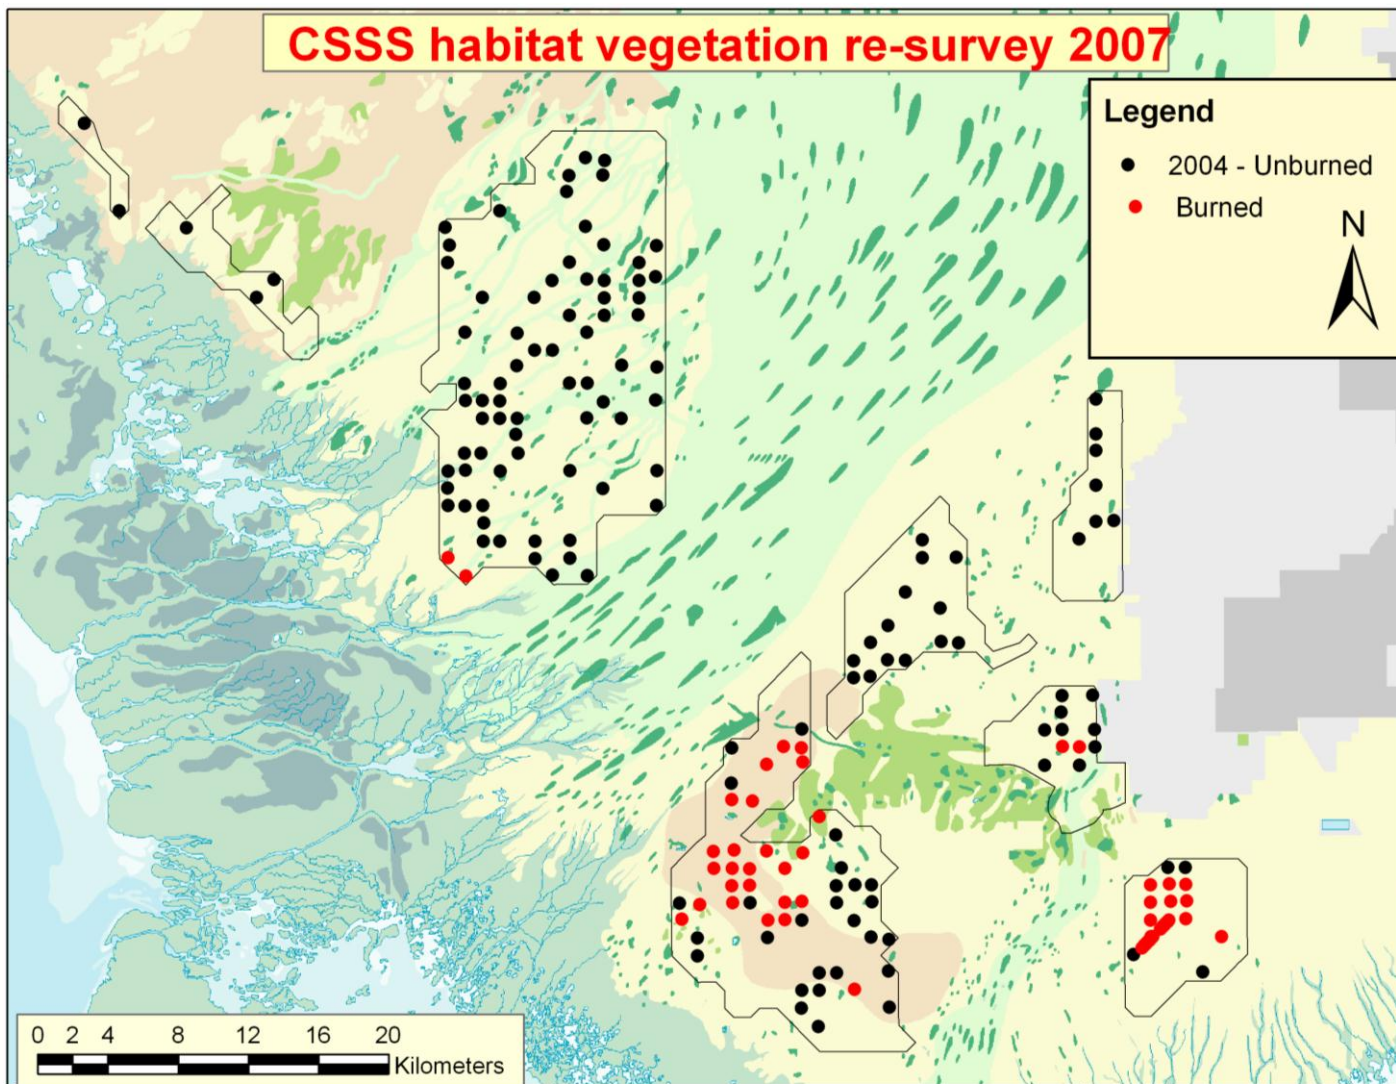 CSSS habitat vegetation re-survey 2007
Legend
2004 - Unburned
Burned
N
0 2 4 8 12 16 20
Kilometers